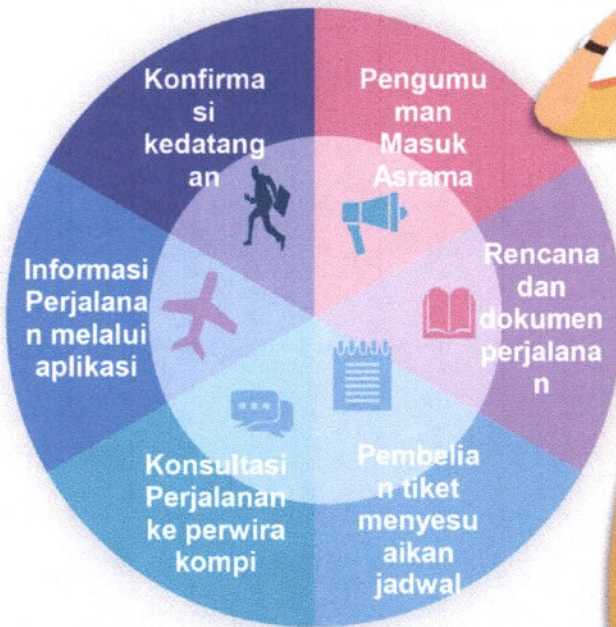 Pengumu
man
Masuk
Asrama
Rencana
dan
dokumen
perjalana
n
Pembelia
n tiket
menyesu
aikan
jadwal
Konsultasi
Perjalanan
ke perwira
kompi
Informasi
Perjalana
n melalui
aplikasi
Konfirma
si
kedatang
an